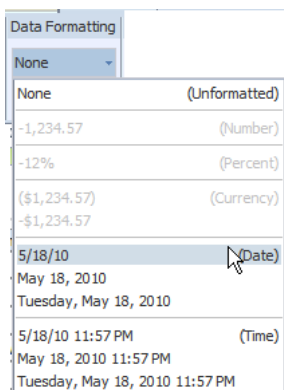 Data Formatting
None
None (Unformatted)
-1,234.57 (Number)
-12% (Percent)
($1,234.57) (Currency)
-$1,234.57
5/18/10 (Date)
May 18, 2010
Tuesday, May 18, 2010
5/18/10 11:57 PM (Time)
May 18, 2010 11:57 PM
Tuesday, May 18, 2010 11:57 PM